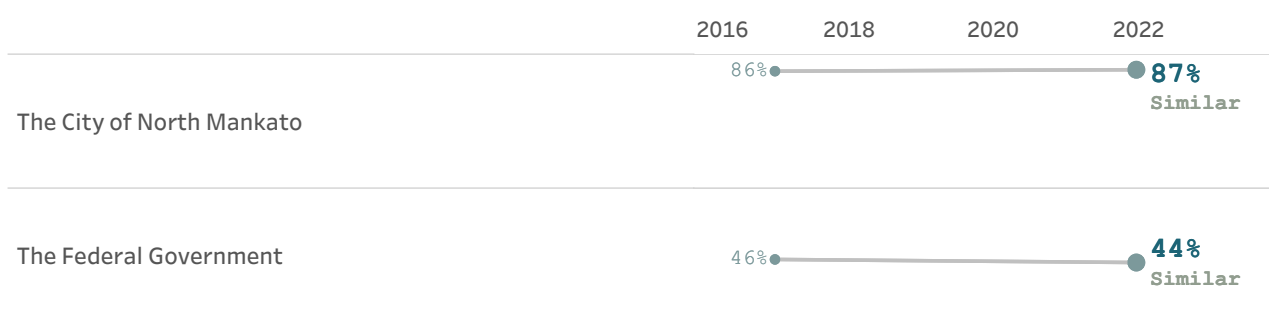 2016 2018 2020 2022
86% 87%
Similar
The City of North Mankato
46% 44%
The Federal Government
Similar